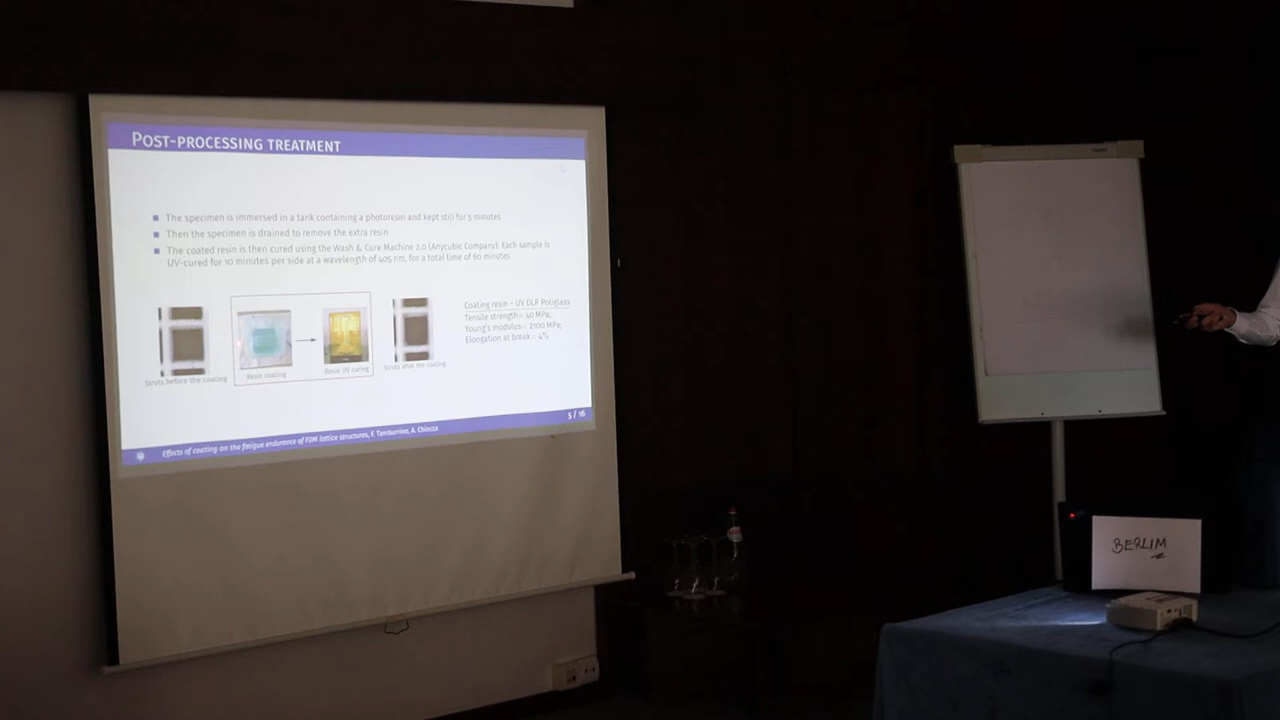 POST-PROCESSING TREATMENT
The specimen is immersed in a tank containing a photoresin and kept still for 5 minutes
Then the specimen is drained to remove the extra resin
The coated resin is then cured using the Wash & Cure Machine 2.0 (Anycubic Company). Each sample is
UV-cured for 10 minutes per side at a wavelength of 405 nm, for a total time of 60 minutes
Struts before the coating
Resin coating
Resin UV curing
Struts after the coating
Coating resin - UV DLP Poliglass
Tensile strength= 40 MPa;
Young's modulus= 2100 MPa;
Elongation at break= 4%
Effects of coating on the fatigue endurance of FDM lattice structures, F. Tamburrino, A. Chiocca
5 / 16
BERLIM